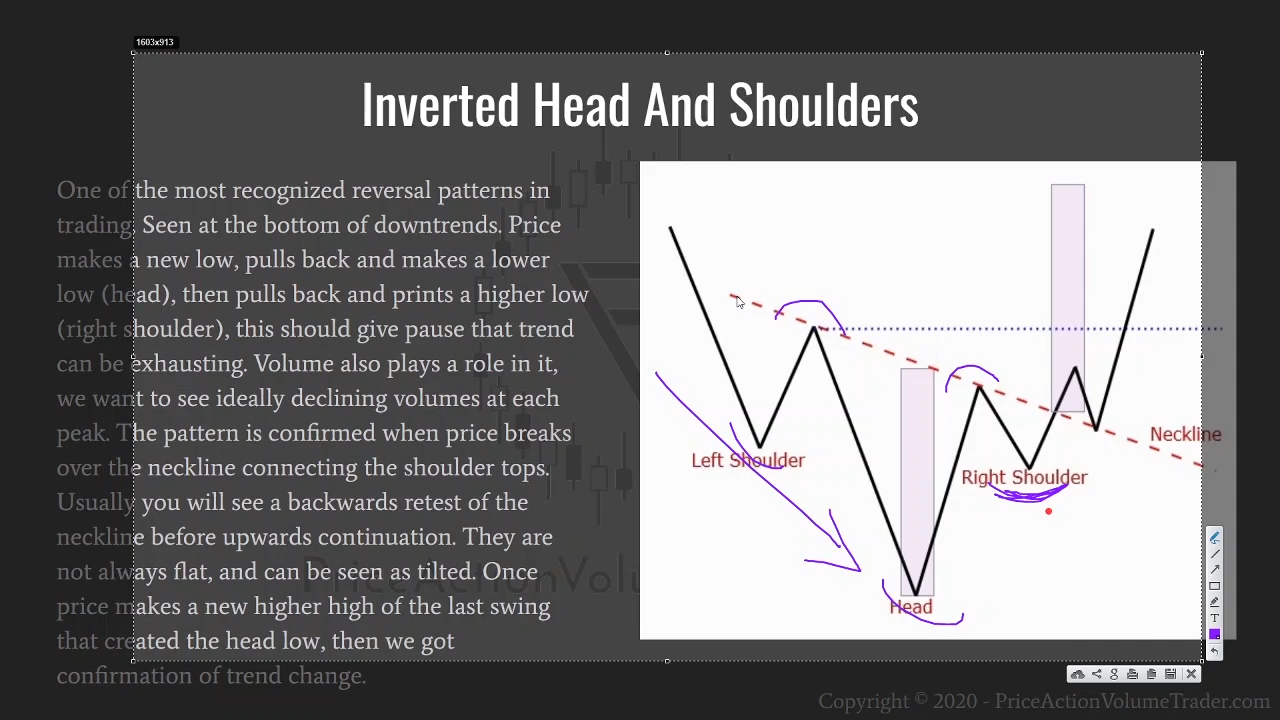 1603x913
Inverted Head And Shoulders
One of the most recognized reversal patterns in
trading. Seen at the bottom of downtrends. Price
makes a new low, pulls back and makes a lower
low (head), then pulls back and prints a higher low
(right shoulder), this should give pause that trend
can be exhausting. Volume also plays a role in it,
we want to see ideally declining volumes at each
peak. The pattern is confirmed when price breaks
over the neckline connecting the shoulder tops.
Usually you will see a backwards retest of the
neckline before upwards continuation. They are
not always flat, and can be seen as tilted. Once
price makes a new higher high of the last swing
that created the head low, then we got
confirmation of trend change.
Left Shoulder
Head
Right Shoulder
Neckline
PriceActionVolu
T
Copyright © 2020 - PriceActionVolumeTrader.com